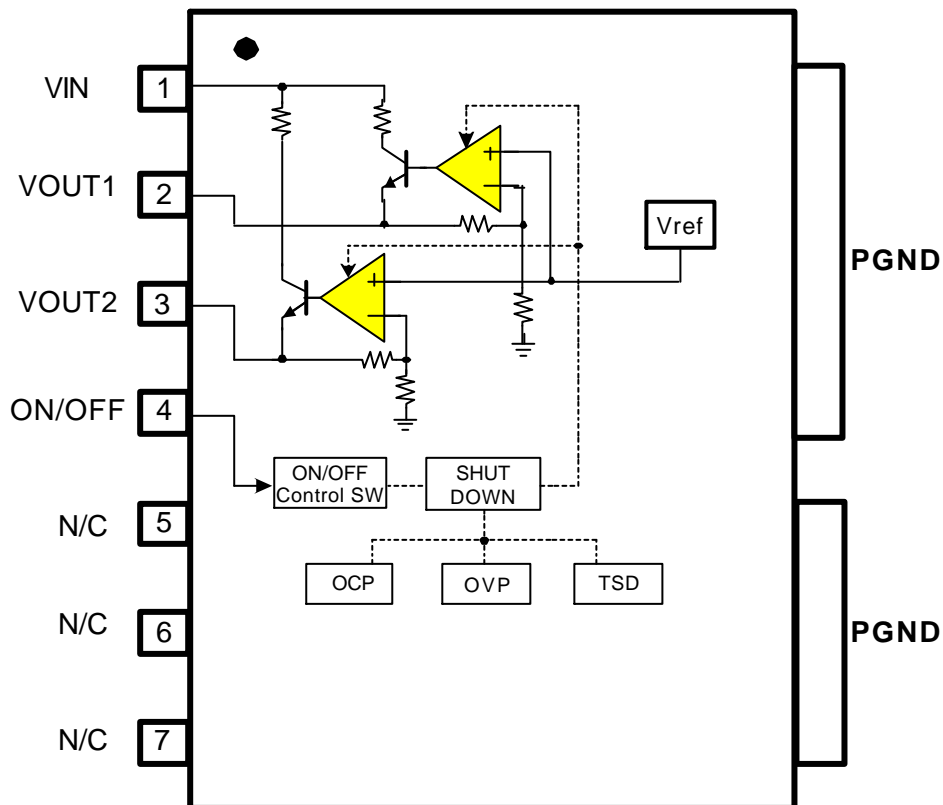 VIN
1
VOUT1
2
Vref
PGND
VOUT2
3
ON/OFF
4
ON/OFF
Control SW
SHUT
DOWN
N/C
5
OCP
OVP
TSD
N/C
6
PGND
N/C
7